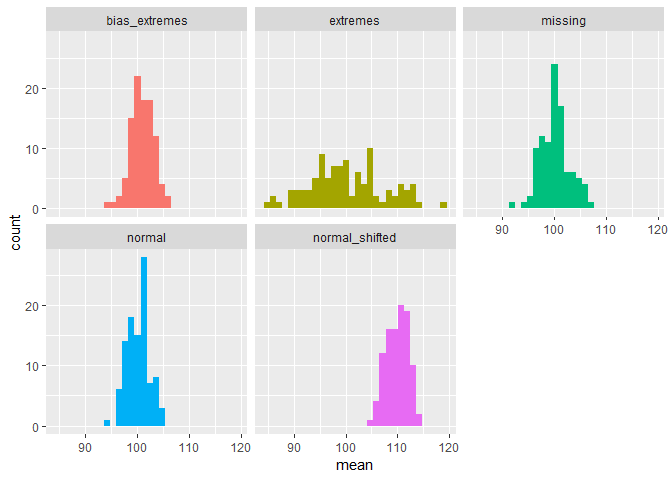 bias_extremes extremes missing
20
10
0
90 100 110 120
count
normal normal_shifted
20
10
0
90 100 110 120 90 100 110 120
mean